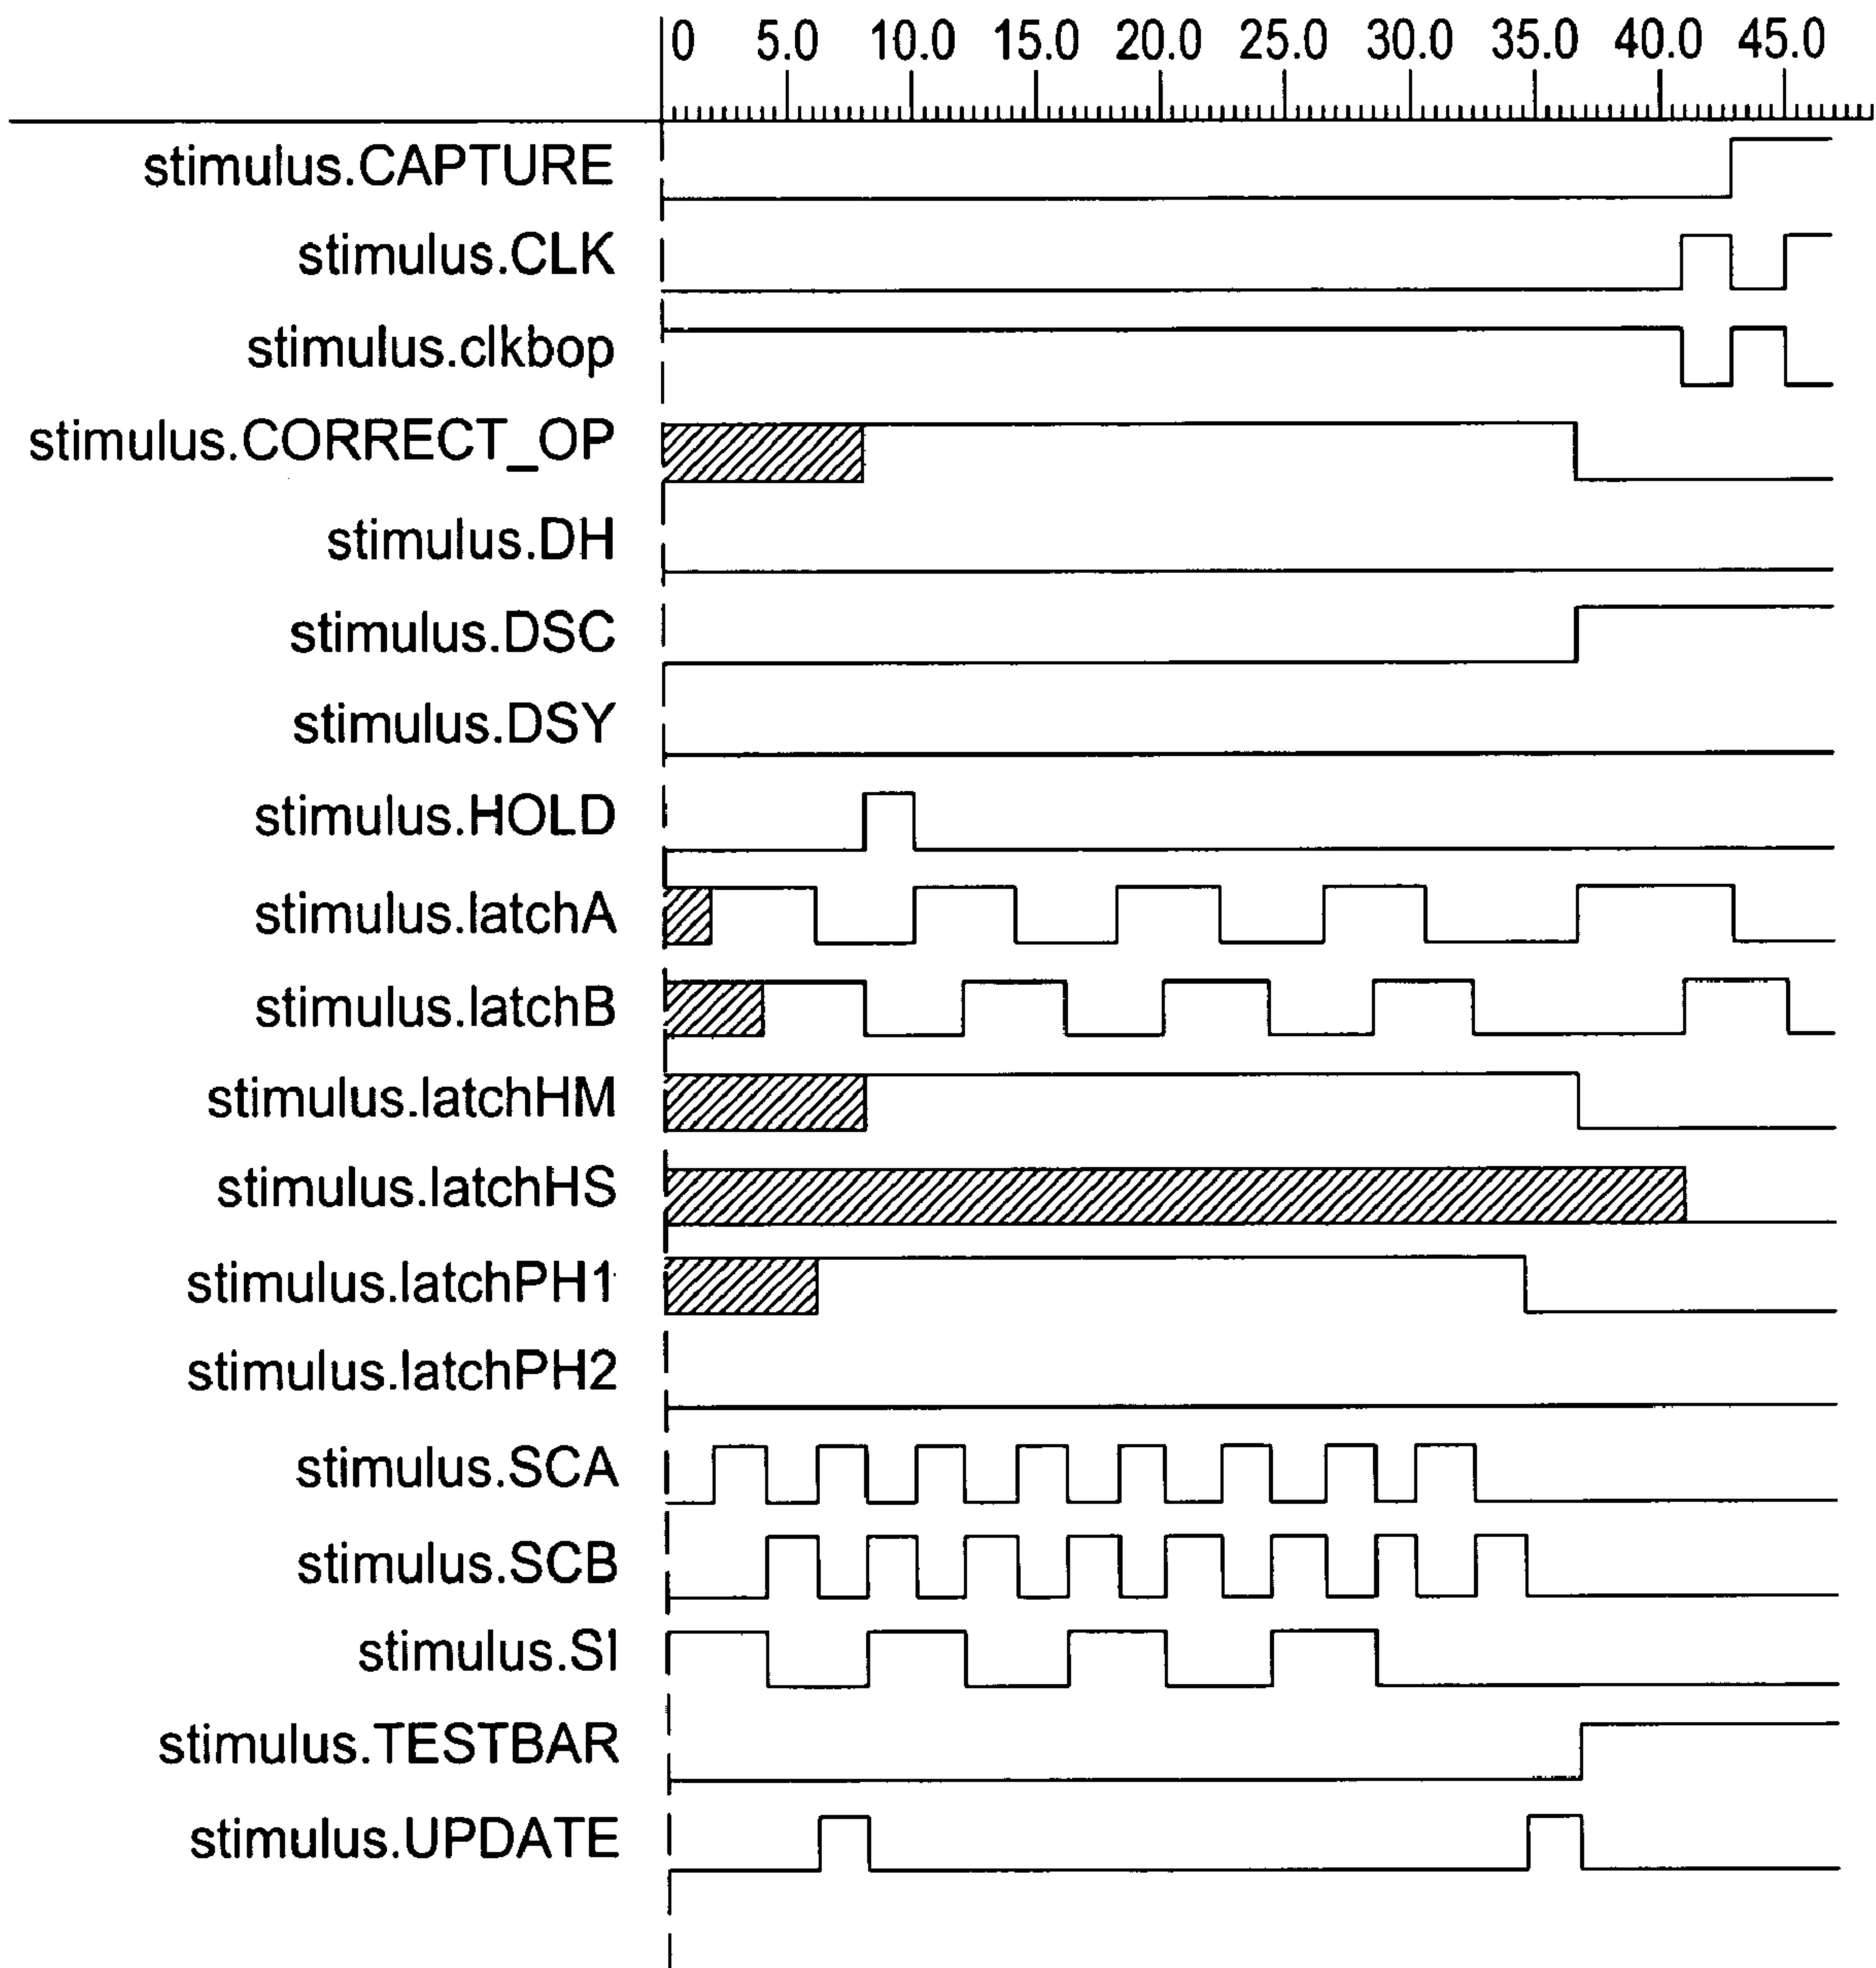 0 5.0 10.0 15.0 20.0 25.0 30.0 35.0 40.0 45.0
stimulus.CAPTURE
stimulus.CLK
stimulus.clkbop
stimulus.CORRECT_OP
stimulus.DH
stimulus.DSC
stimulus.DSY
stimulus.HOLD
stimulus.latchA
stimulus.latchB
stimulus.latchHM
stimulus.latchHS
stimulus.latchPH1
stimulus.latchPH2
stimulus.SCA
stimulus.SCB
stimulus.SI
stimulus.TESTBAR
stimulus.UPDATE